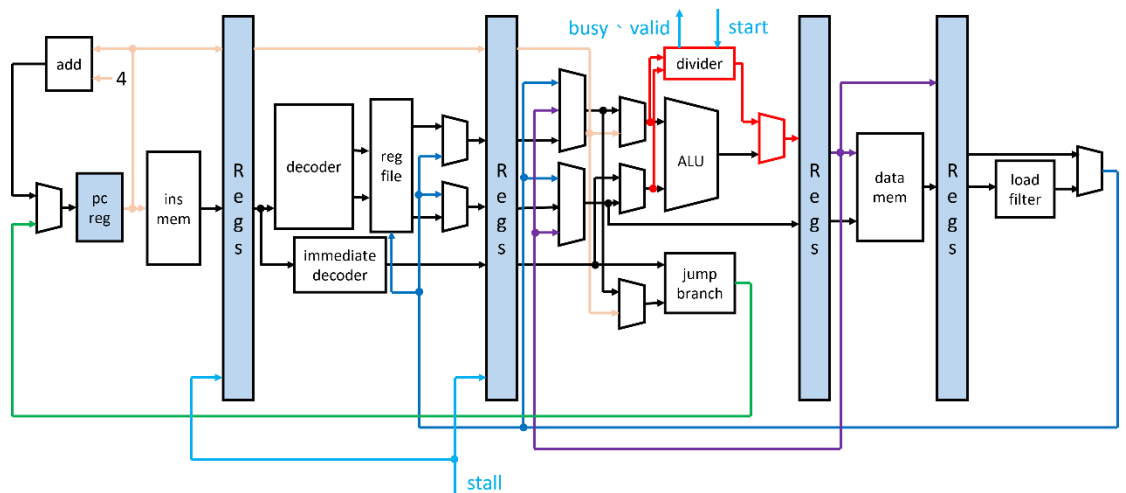 busy、valid
start
add
4
divider
decoder
reg
file
ALU
pc
reg
ins
mem
R
e
g
s
R
e
g
s
R
e
g
s
R
e
g
s
data
mem
load
filter
immediate
decoder
jump
branch
stall